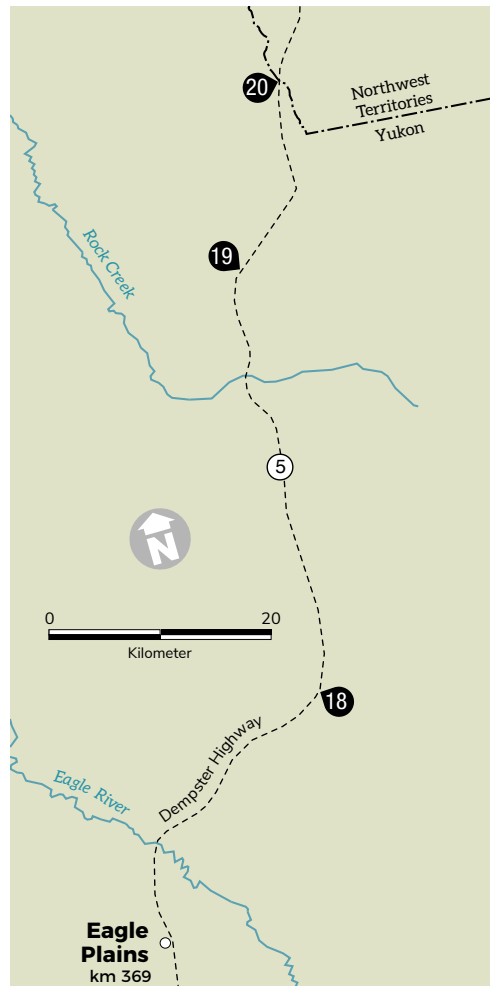 20
Northwest
Territories
Yukon
Rock Creek
19
5
N
0 20
Kilometer
18
Dempster Highway
Eagle River
Eagle
Plains
km 369